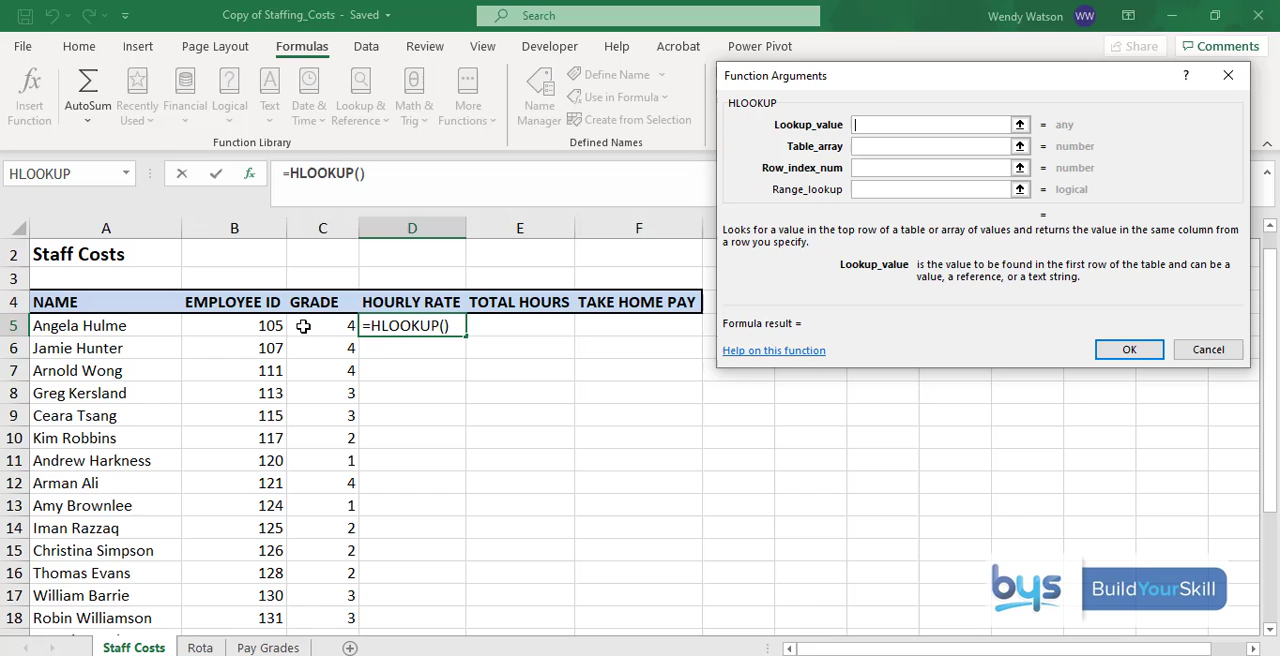 Copy of Staffing_Costs - Saved
Search
Wendy Watson WW
File Home Insert Page Layout Formulas Data Review View Developer Help Acrobat Power Pivot
Share Comments
Insert Function
AutoSum
Recently Used
Financial
Logical
Text
Date & Time
Lookup & Reference
Math & Trig
More Functions
Function Library
Name Manager
Define Name
Use in Formula
Create from Selection
Defined Names
HLOOKUP
fx
=HLOOKUP()
A B C D E F
2 Staff Costs
3
4 NAME EMPLOYEE ID GRADE HOURLY RATE TOTAL HOURS TAKE HOME PAY
5 Angela Hulme 105 4 =HLOOKUP()
6 Jamie Hunter 107 4
7 Arnold Wong 111 4
8 Greg Kersland 113 3
9 Ceara Tsang 115 3
10 Kim Robbins 117 2
11 Andrew Harkness 120 1
12 Arman Ali 121 4
13 Amy Brownlee 124 1
14 Iman Razzaq 125 2
15 Christina Simpson 126 2
16 Thomas Evans 128 2
17 William Barrie 130 3
18 Robin Williamson 131 3
Staff Costs Rota Pay Grades
Function Arguments ?
HLOOKUP
Lookup_value = any
Table_array = number
Row_index_num = number
Range_lookup = logical
=
Looks for a value in the top row of a table or array of values and returns the value in the same column from
a row you specify.
Lookup_value is the value to be found in the first row of the table and can be a
value, a reference, or a text string.
Formula result =
Help on this function
OK Cancel
bys BuildYourSkill